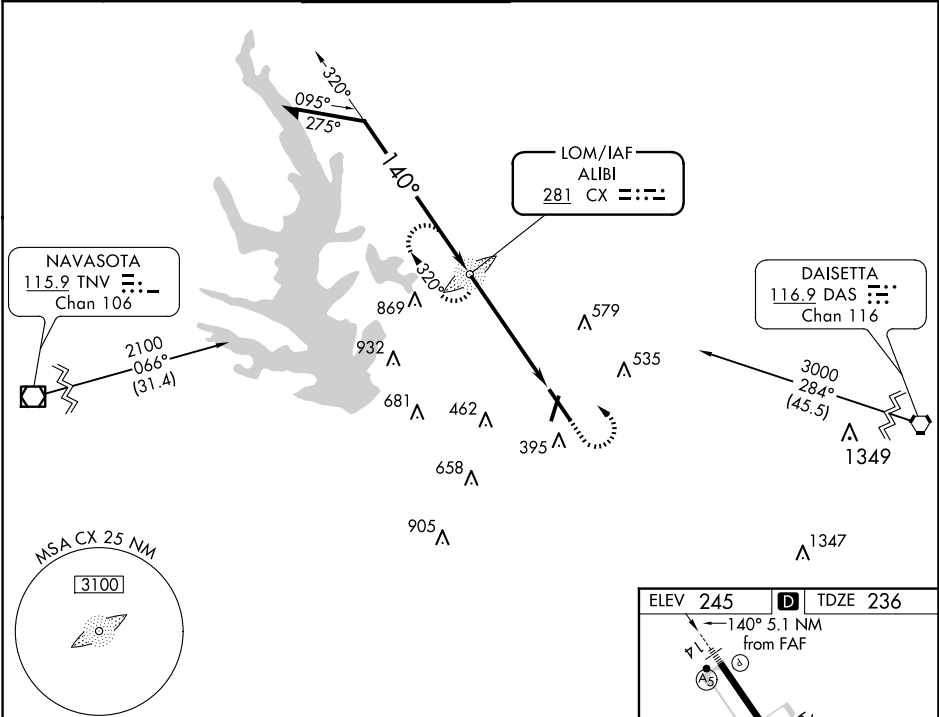 320°
095°
275°
140°
LOM/IAF
ALIBI
281 CX
NAVASOTA
115.9 TNV
Chan 106
320°
DAISETTA
116.9 DAS
Chan 116
869
579
2100
066°
(31.4)
932
535
3000
284°
(45.5)
681
462
395
1349
658
905
1347
MSA CX 25 NM
3100
ELEV 245 D TDZE 236
140° 5.1 NM
from FAF
14
A5